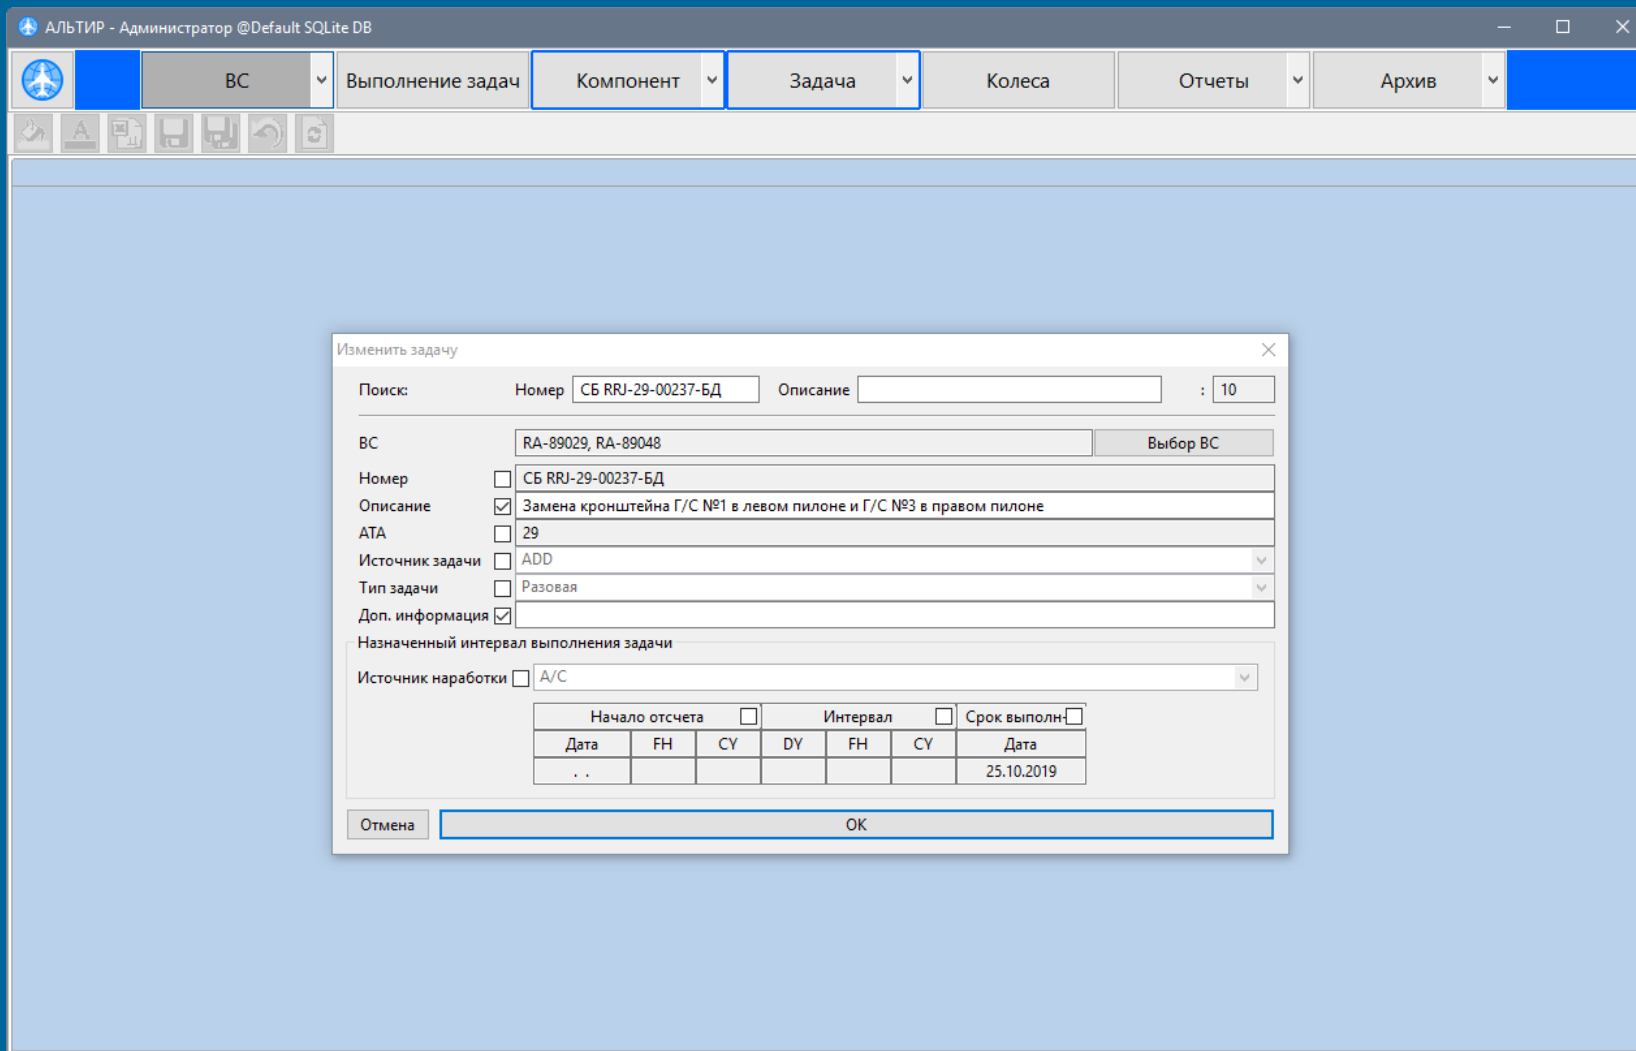 АЛЬТИР - Администратор @Default SQLite DB
ВС Выполнение задач Компонент Задача Колеса Отчеты Архив
Изменить задачу
Поиск: Номер СБ RRJ-29-00237-БД Описание : 10
ВС RA-89029, RA-89048 Выбор ВС
Номер СБ RRJ-29-00237-БД
Описание Замена кронштейна Г/С №1 в левом пилоне и Г/С №3 в правом пилоне
АТА 29
Источник задачи ADD
Тип задачи Разовая
Доп. информация
Назначенный интервал выполнения задачи
Источник наработки A/C
Начало отсчета Интервал Срок выполн-
Дата FH CY DY FH CY Дата
. . 25.10.2019
Отмена OK